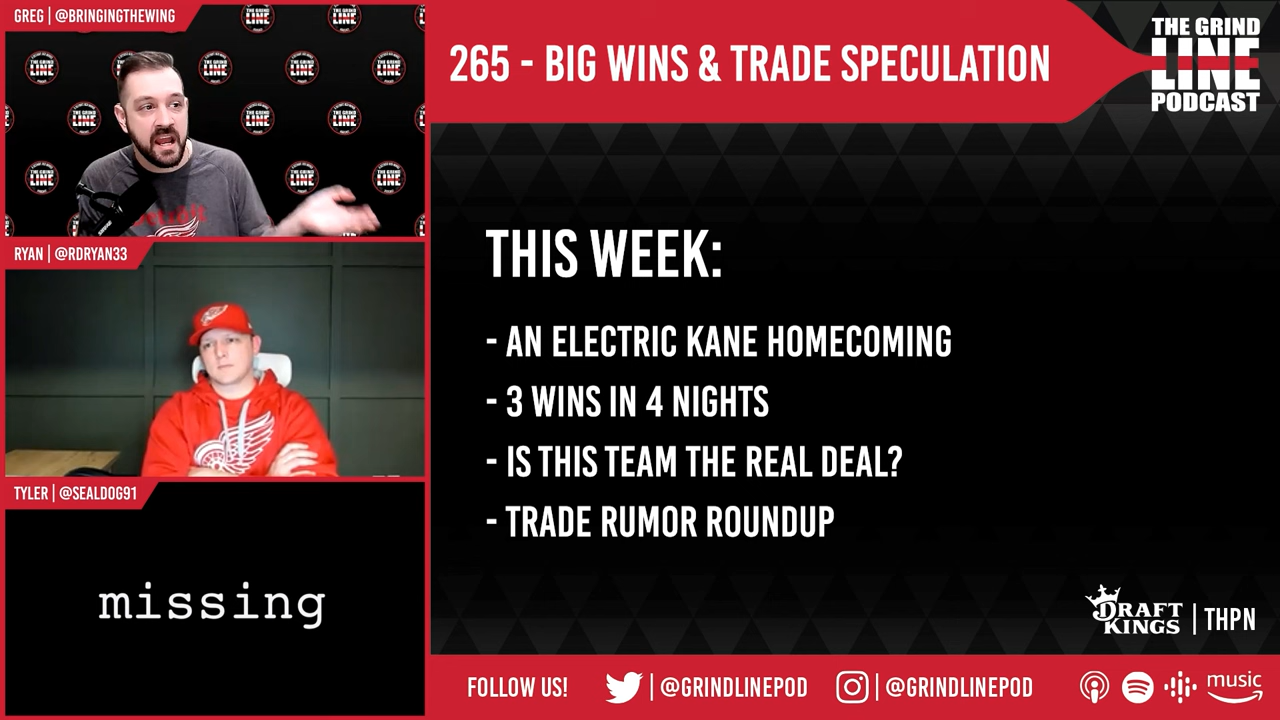 GREG | @BRINGINGTHEWING
265 - BIG WINS & TRADE SPECULATION
THE GRIND
LINE
PODCAST
RYAN | @RDRYAN33
THIS WEEK:
- AN ELECTRIC KANE HOMECOMING
- 3 WINS IN 4 NIGHTS
- IS THIS TEAM THE REAL DEAL?
- TRADE RUMOR ROUNDUP
TYLER | @SEALDOG91
missing
DRAFT
KINGS | THPN
FOLLOW US! | @GRINDLINEPOD | @GRINDLINEPOD music